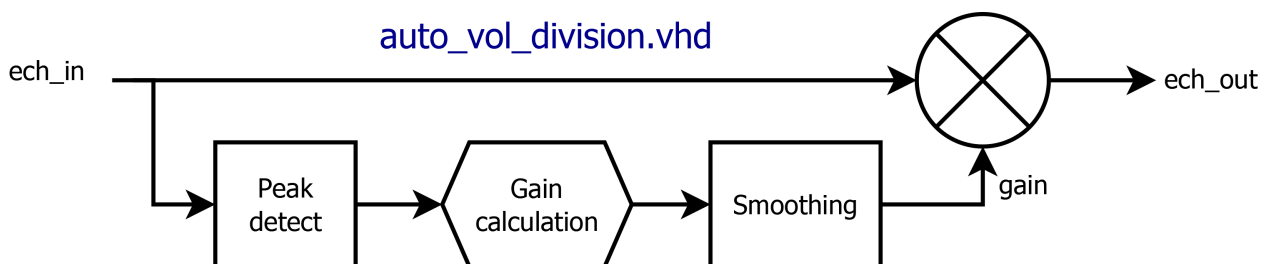 auto_vol_division.vhd
ech_in
ech_out
Peak
detect
Gain
calculation
Smoothing
gain